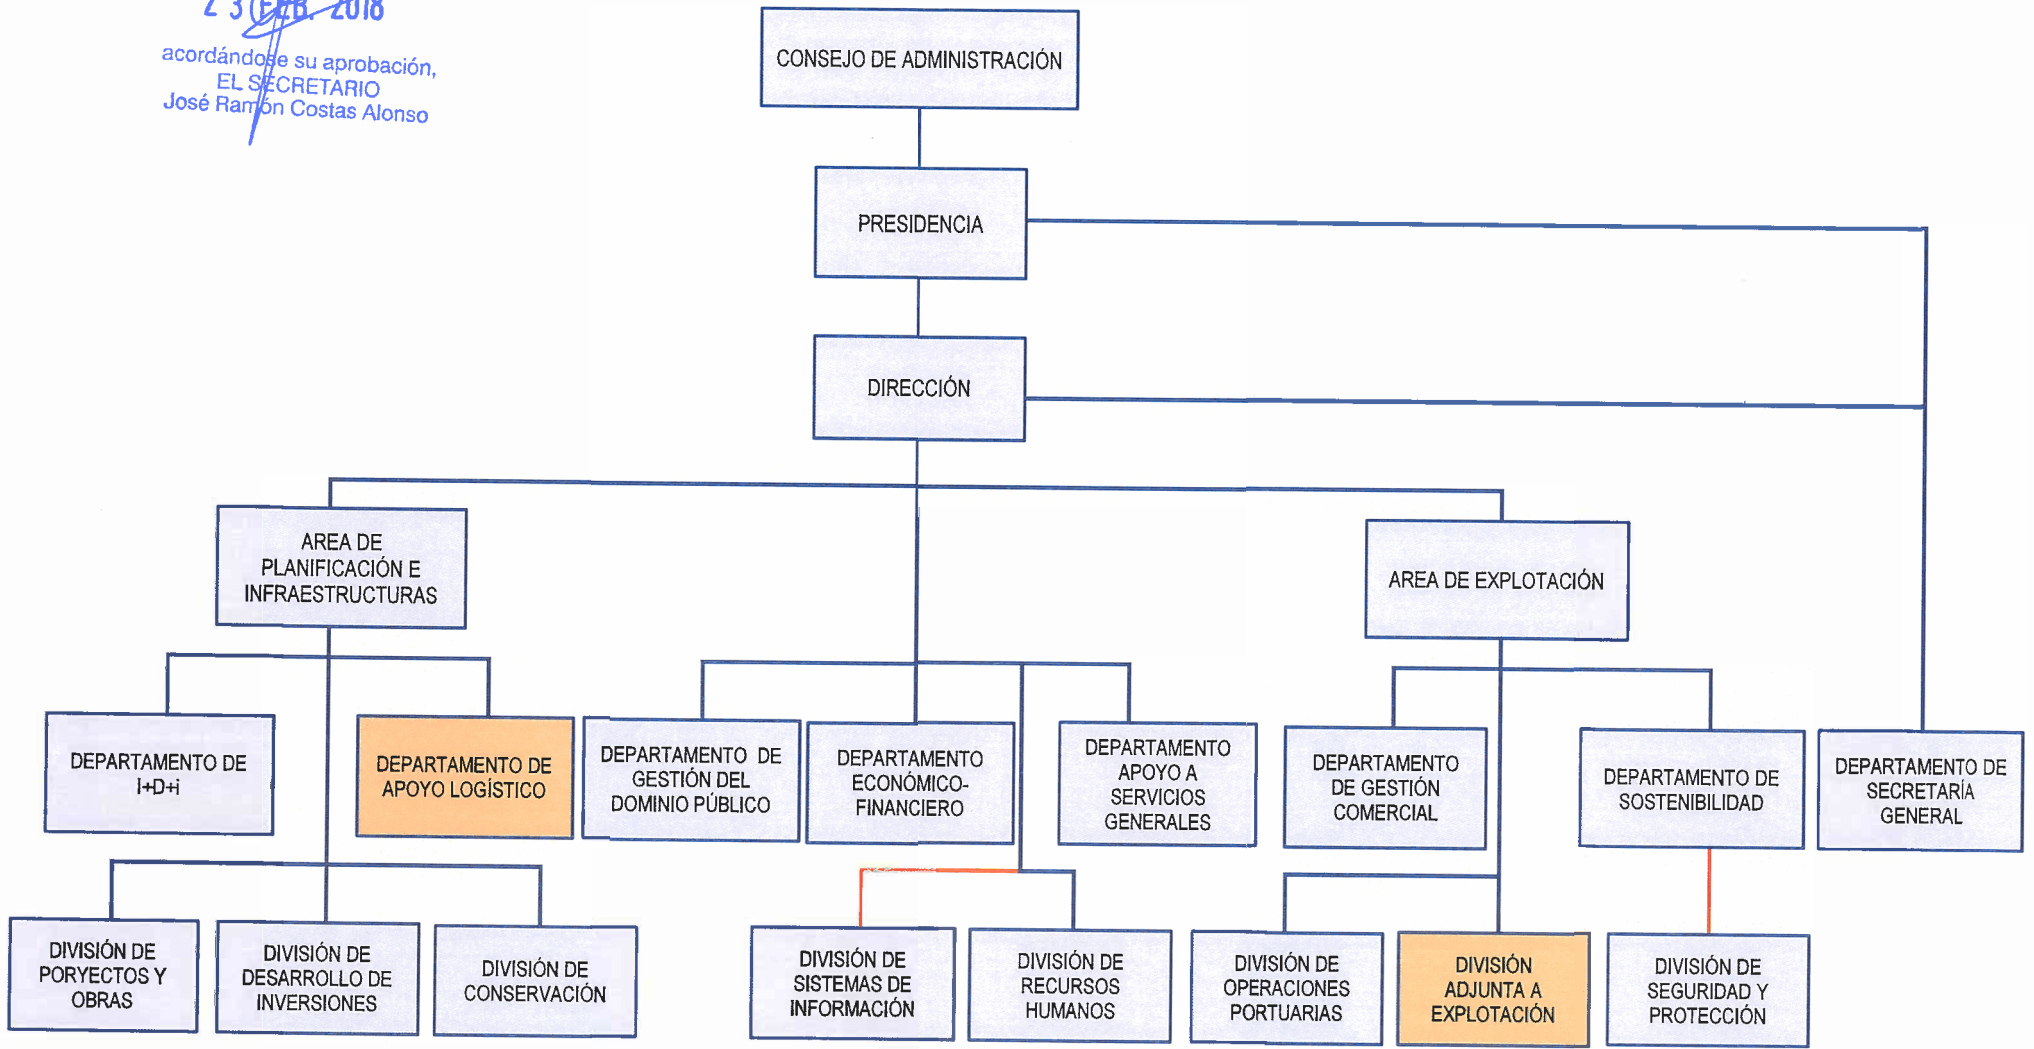 2 3 FEB. 2018
acordándose su aprobación,
EL SECRETARIO
José Ramón Costas Alonso
CONSEJO DE ADMINISTRACIÓN
PRESIDENCIA
DIRECCIÓN
AREA DE
PLANIFICACIÓN E
INFRAESTRUCTURAS
AREA DE EXPLOTACIÓN
DEPARTAMENTO DE
I+D+i
DEPARTAMENTO DE
APOYO LOGÍSTICO
DEPARTAMENTO DE
GESTIÓN DEL
DOMINIO PÚBLICO
DEPARTAMENTO
ECONÓMICO-
FINANCIERO
DEPARTAMENTO
APOYO A
SERVICIOS
GENERALES
DEPARTAMENTO
DE GESTIÓN
COMERCIAL
DEPARTAMENTO DE
SOSTENIBILIDAD
DEPARTAMENTO DE
SECRETARÍA
GENERAL
DIVISIÓN DE
PORYECTOS Y
OBRAS
DIVISIÓN DE
DESARROLLO DE
INVERSIONES
DIVISIÓN DE
CONSERVACIÓN
DIVISIÓN DE
SISTEMAS DE
INFORMACIÓN
DIVISIÓN DE
RECURSOS
HUMANOS
DIVISIÓN DE
OPERACIONES
PORTUARIAS
DIVISIÓN
ADJUNTA A
EXPLOTACIÓN
DIVISIÓN DE
SEGURIDAD Y
PROTECCIÓN